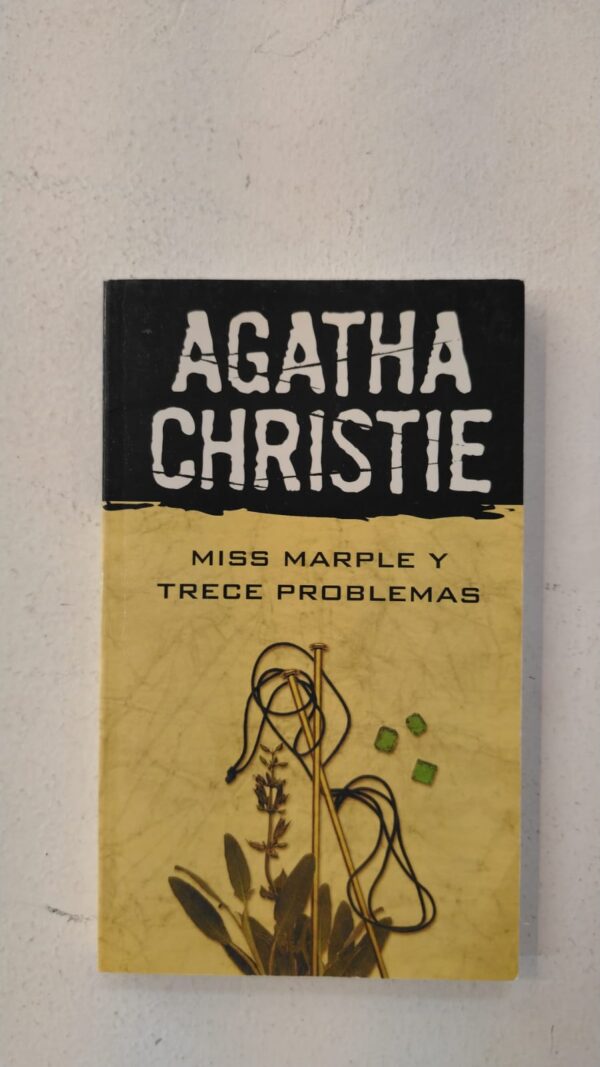 AGATHA
CHRISTIE
MISS MARPLE Y
TRECE PROBLEMAS